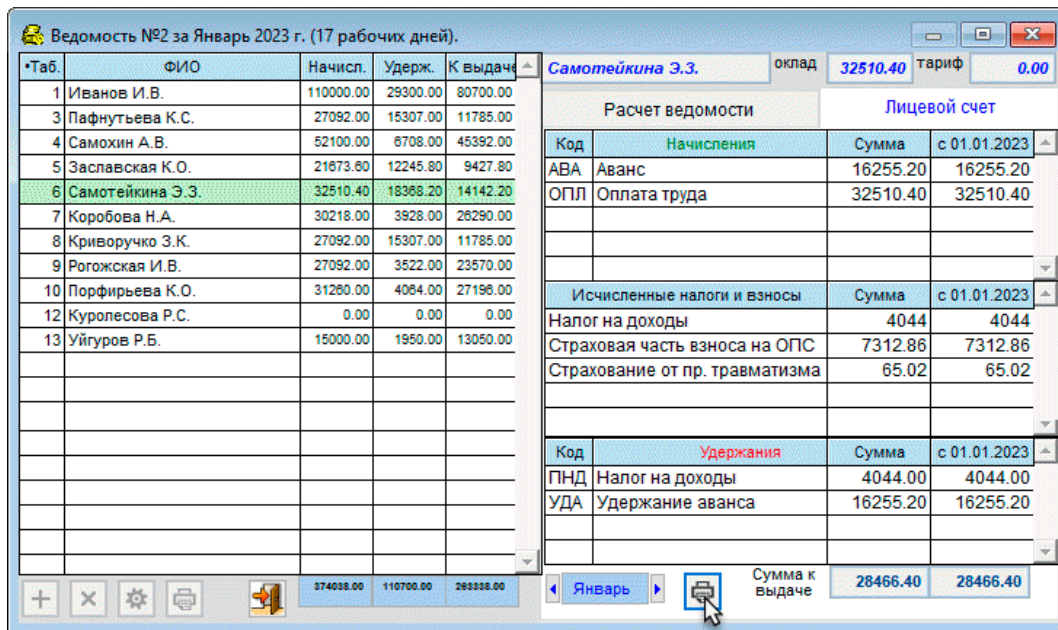 Ведомость №2 за Январь 2023 г. (17 рабочих дней).
•Таб. ФИО Начисл. Удерж. К выдаче
1 Иванов И.В. 110000.00 29300.00 80700.00
3 Пафнутьева К.С. 27092.00 15307.00 11785.00
4 Самохин А.В. 52100.00 6708.00 45392.00
5 Заславская К.О. 21673.60 12245.80 9427.80
6 Самотейкина Э.З. 32510.40 18368.20 14142.20
7 Коробова Н.А. 30218.00 3928.00 26290.00
8 Криворучко З.К. 27092.00 15307.00 11785.00
9 Рогожская И.В. 27092.00 3522.00 23570.00
10 Порфирьева К.О. 31260.00 4064.00 27196.00
12 Куролесова Р.С. 0.00 0.00 0.00
13 Уйгуров Р.Б. 15000.00 1950.00 13050.00
374038.00 110700.00 263338.00
Самотейкина Э.З. оклад 32510.40 тариф 0.00
Расчет ведомости Лицевой счет
Код Начисления Сумма с 01.01.2023
АВА Аванс 16255.20 16255.20
ОПЛ Оплата труда 32510.40 32510.40
Исчисленные налоги и взносы Сумма с 01.01.2023
Налог на доходы 4044 4044
Страховая часть взноса на ОПС 7312.86 7312.86
Страхование от пр. травматизма 65.02 65.02
Код Удержания Сумма с 01.01.2023
ПНД Налог на доходы 4044.00 4044.00
УДА Удержание аванса 16255.20 16255.20
Январь Сумма к выдаче 28466.40 28466.40